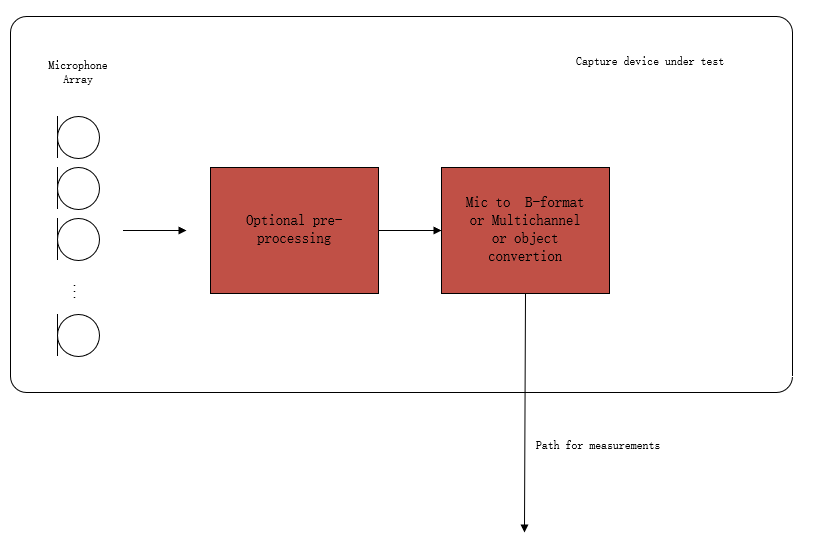 Microphone
Array
Capture device under test
Optional pre-
processing
Mic to B-format
or Multichannel
or object
convertion
Path for measurements